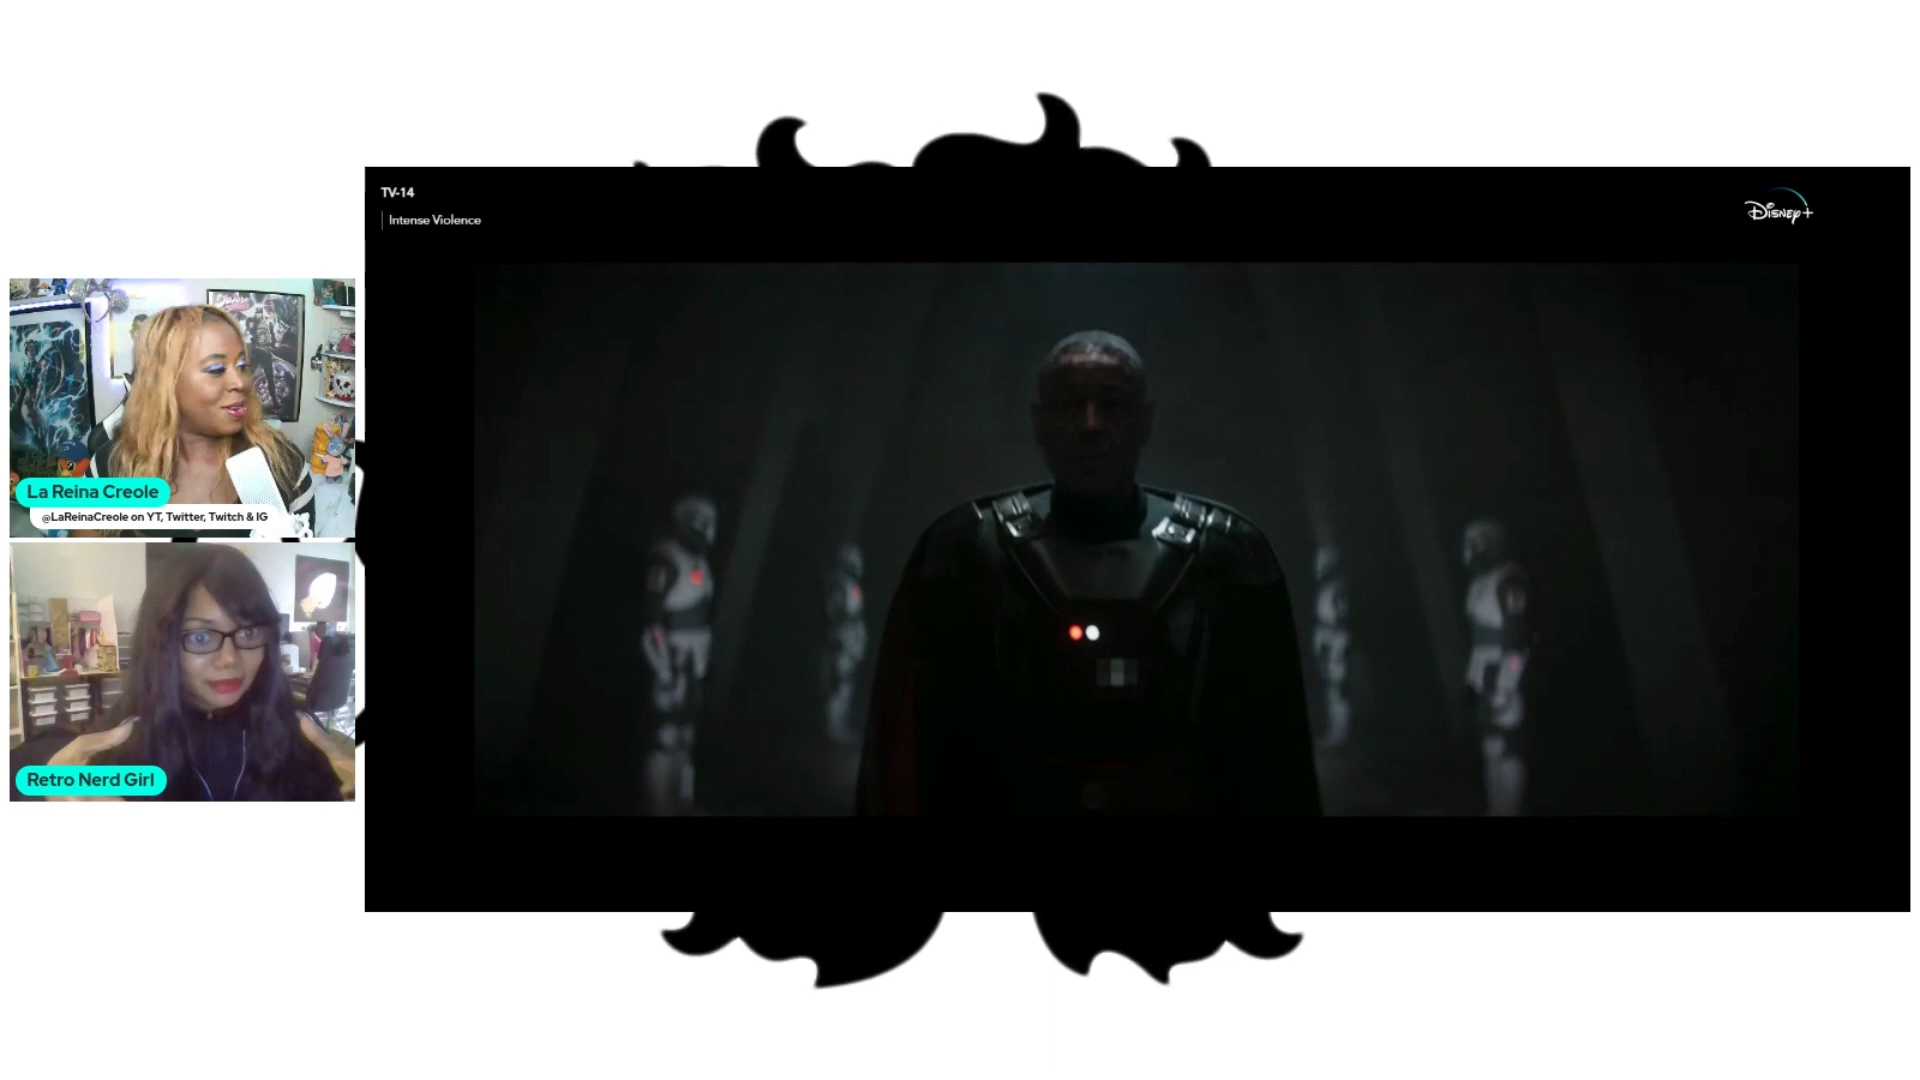 TV-14
Intense Violence
Disney+
La Reina Creole
@LaReinaCreole on YT, Twitter, Twitch & IG
Retro Nerd Girl